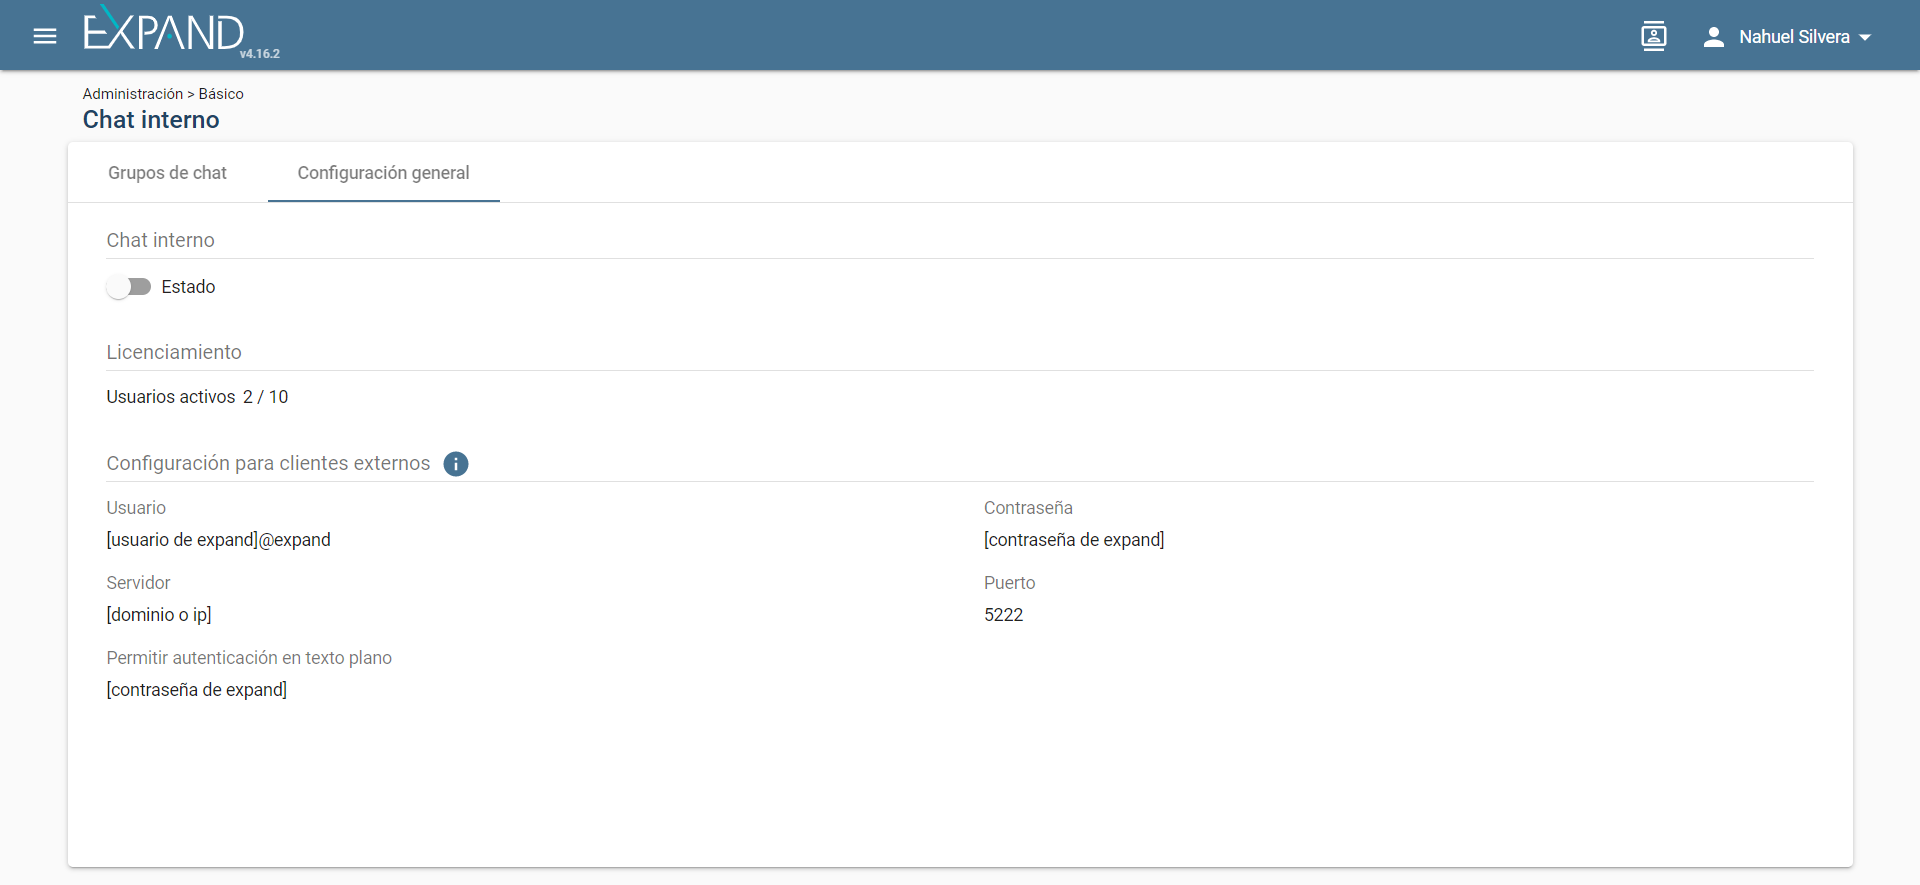 EXPAND
v4.16.2
Nahuel Silvera
Administración > Básico
Chat interno
Grupos de chat
Configuración general
Chat interno
Estado
Licenciamiento
Usuarios activos 2 / 10
Configuración para clientes externos
Usuario
Contraseña
[usuario de expand]@expand
[contraseña de expand]
Servidor
Puerto
[dominio o ip]
5222
Permitir autenticación en texto plano
[contraseña de expand]